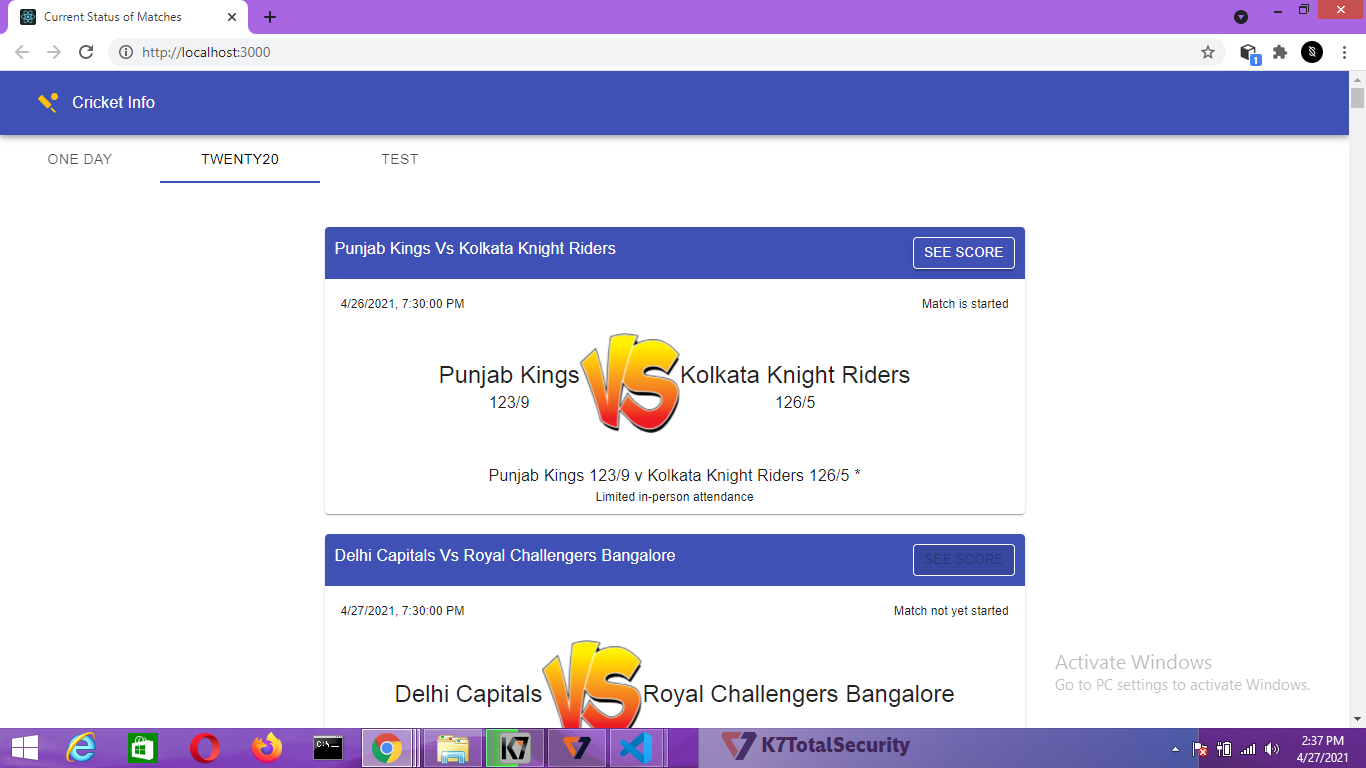 Current Status of Matches
http://localhost:3000
1
Cricket Info
ONE DAY TWENTY20 TEST
Punjab Kings Vs Kolkata Knight Riders SEE SCORE
4/26/2021, 7:30:00 PM Match is started
VS
Punjab Kings Kolkata Knight Riders
123/9 126/5
Punjab Kings 123/9 v Kolkata Knight Riders 126/5 *
Limited in-person attendance
Delhi Capitals Vs Royal Challengers Bangalore SEE SCORE
4/27/2021, 7:30:00 PM Match not yet started
VS
Delhi Capitals Royal Challengers Bangalore
Activate Windows
Go to PC settings to activate Windows.
C:\_
K7
K7TotalSecurity
2:37 PM
4/27/2021